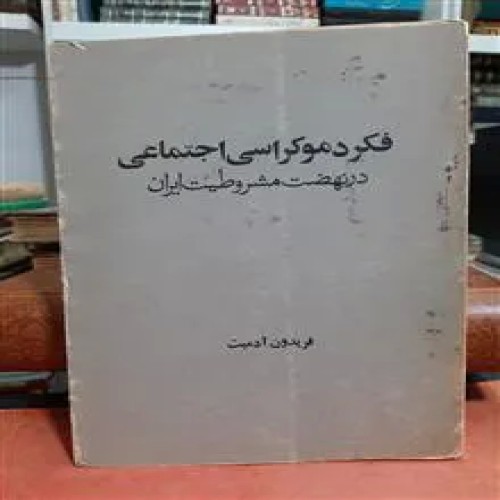 فکر دموکراسی اجتماعی
در نهضت مشروطیت ایران
فریدون آدمیت